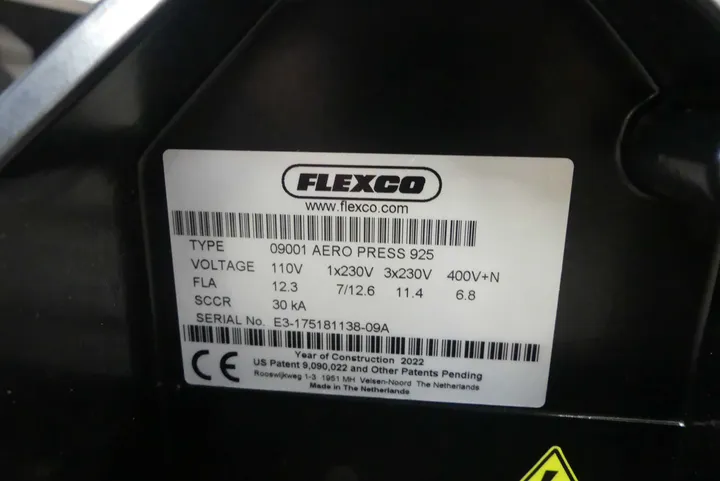 FLEXCO
www.flexco.com
TYPE 09001 AERO PRESS 925
VOLTAGE 110V 1x230V 3x230V 400V+N
FLA 12.3 7/12.6 11.4 6.8
SCCR 30 kA
SERIAL No. E3-175181138-09A
Year of Construction 2022
CE US Patent 9,090,022 and Other Patents Pending
Rooswijkweg 1-3 1951 MH Velsen-Noord The Netherlands
Made in The Netherlands